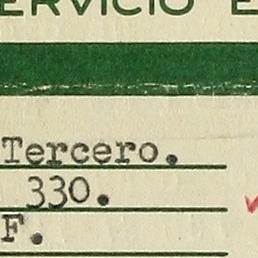 ERVICIO E
Tercero.
330.
F.